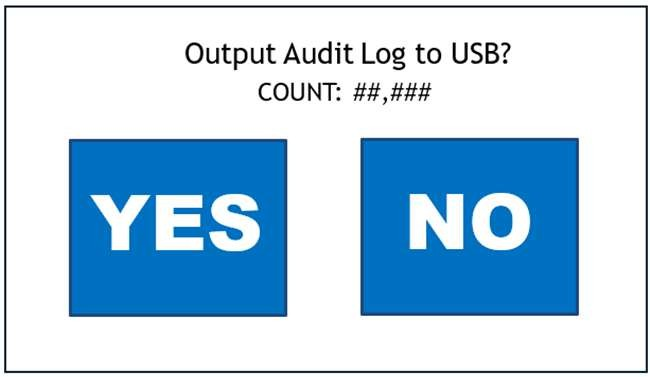 Output Audit Log to USB?
COUNT: ##,###
YES NO